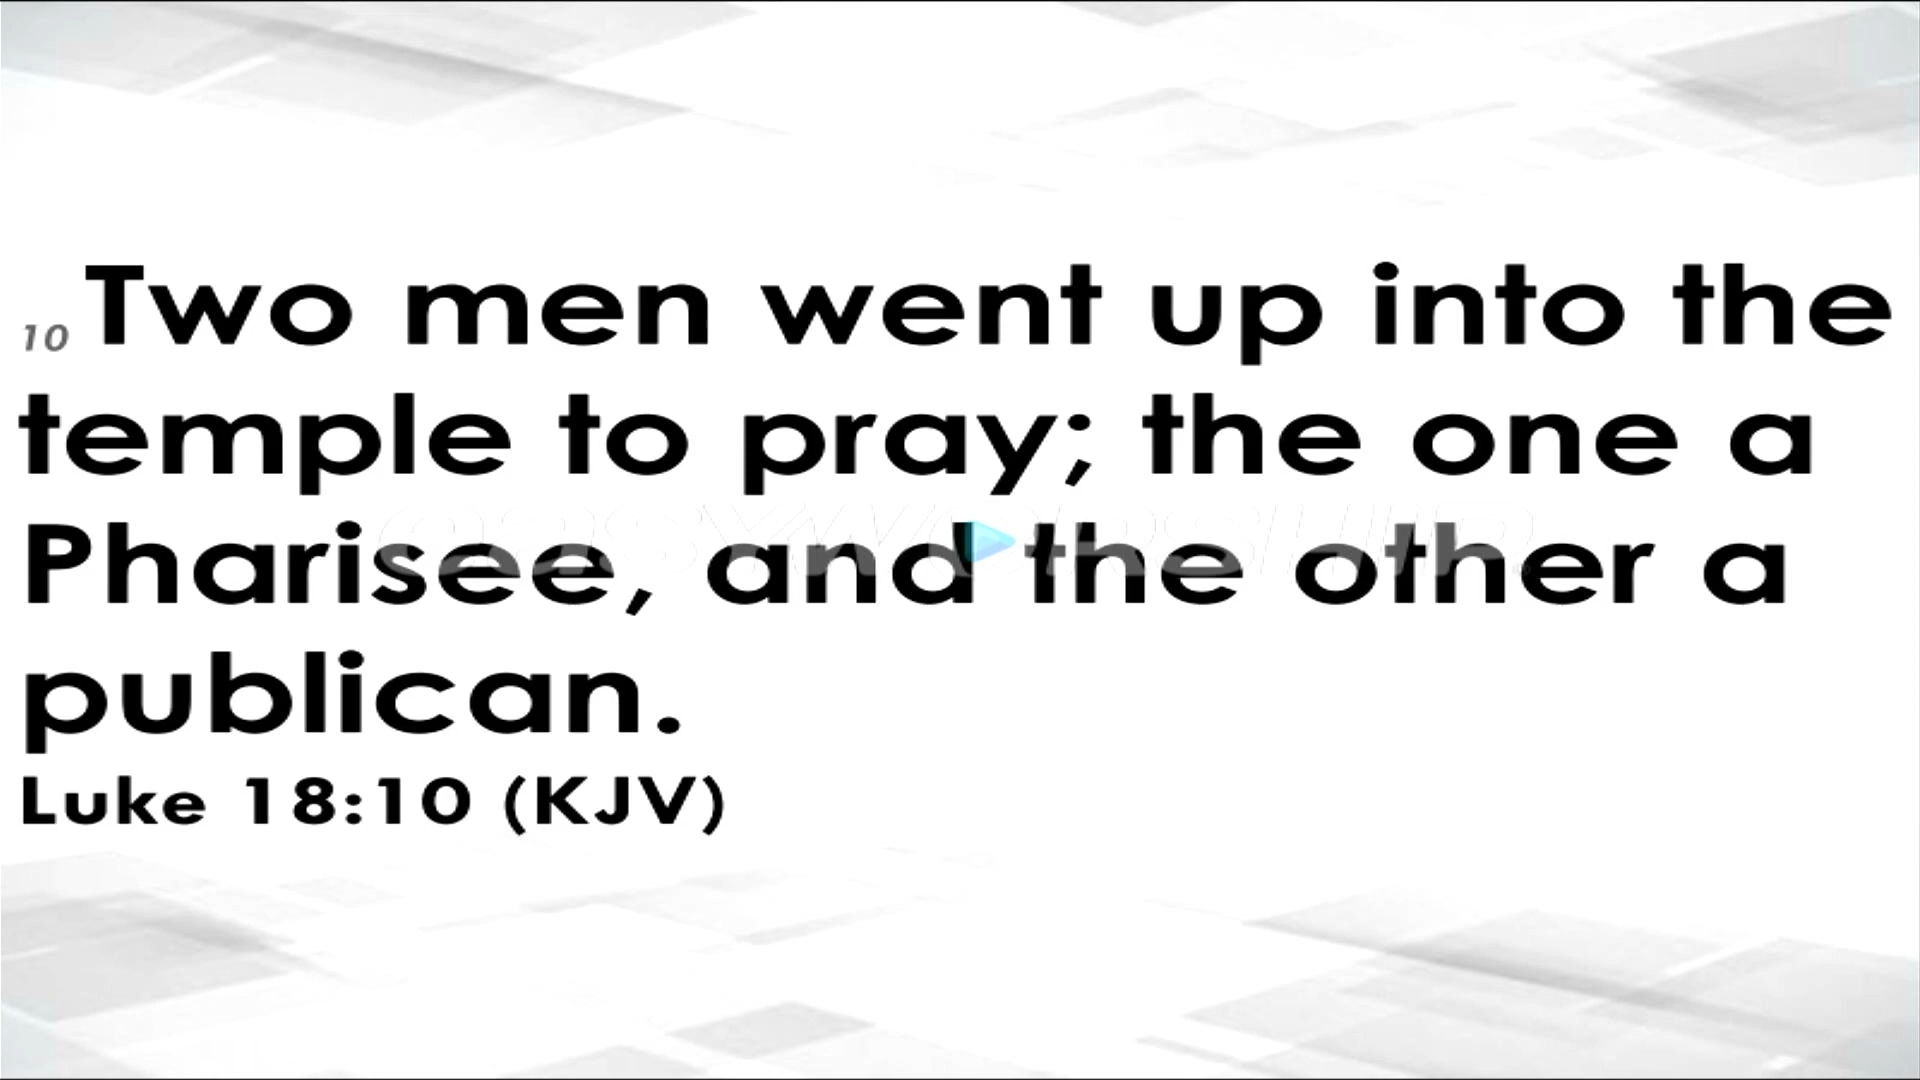 10 Two men went up into the
temple to pray; the one a
Pharisee, and the other a
publican.
Luke 18:10 (KJV)
EASYWORSHIP